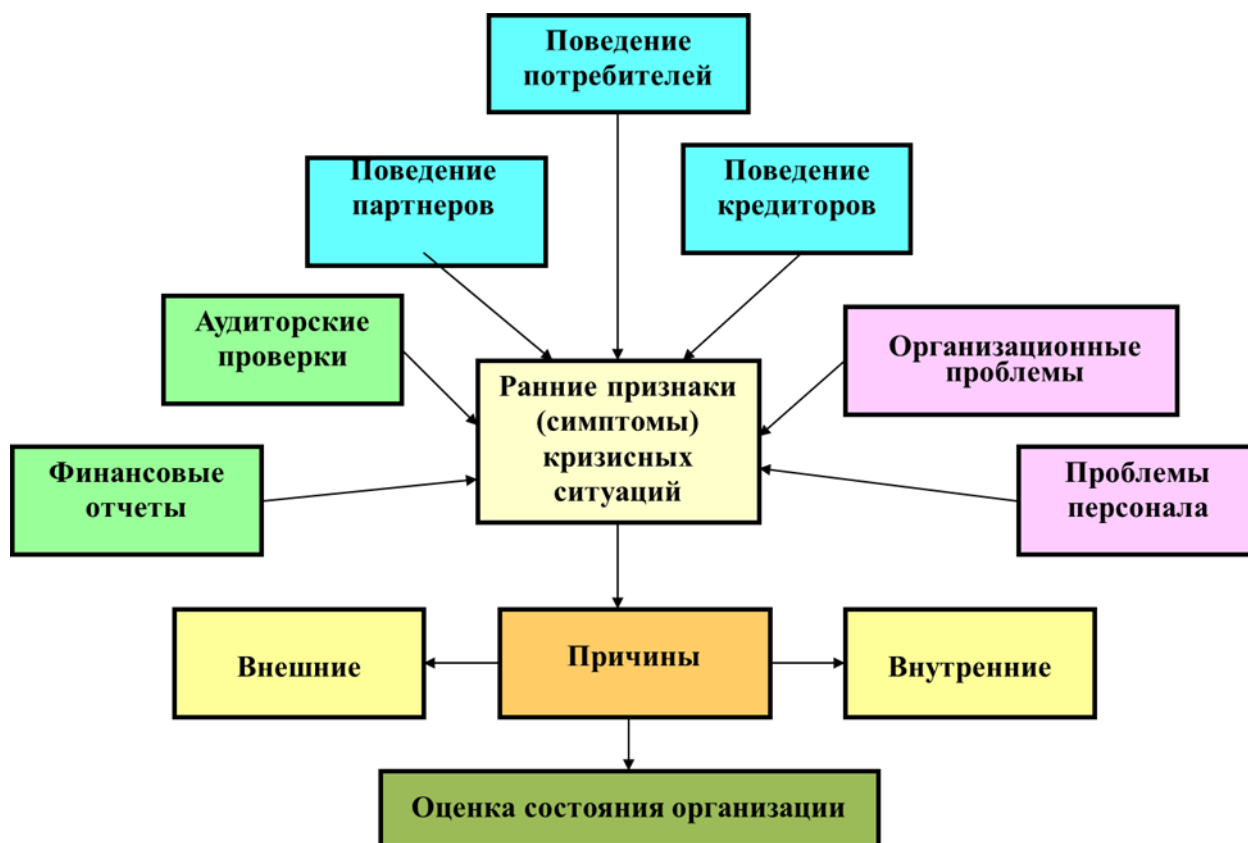 Поведение
потребителей
Поведение
партнеров
Поведение
кредиторов
Аудиторские
проверки
Организационные
проблемы
Ранние признаки
(симптомы)
кризисных
ситуаций
Финансовые
отчеты
Проблемы
персонала
Внешние
Причины
Внутренние
Оценка состояния организации